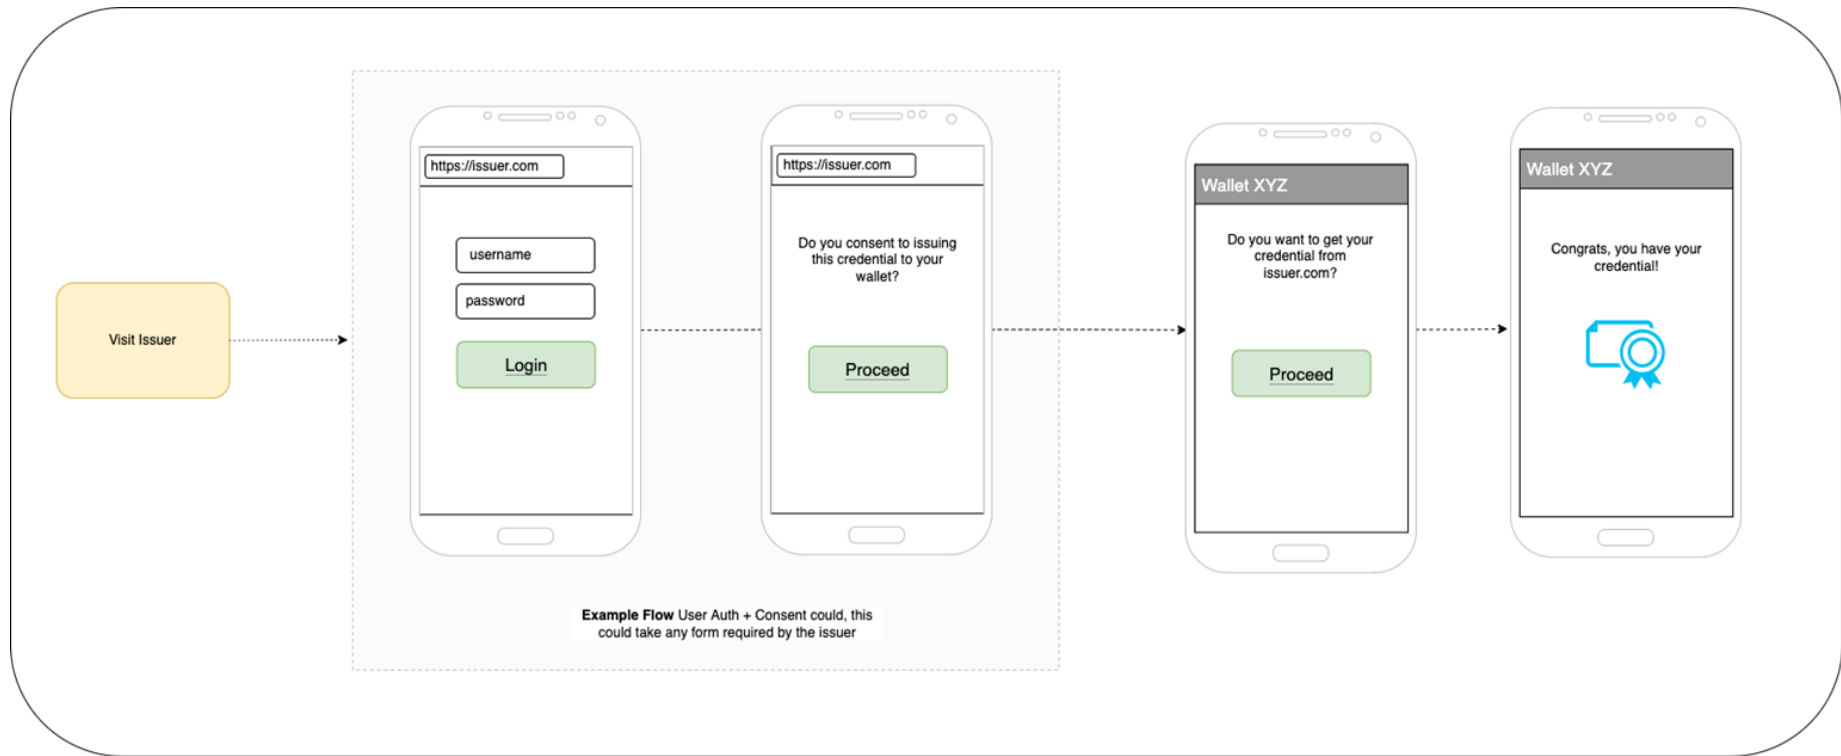 Visit Issuer
https://issuer.com
username
password
Login
https://issuer.com
Do you consent to issuing
this credential to your
wallet?
Proceed
Example Flow User Auth + Consent could, this
could take any form required by the issuer
Wallet XYZ
Do you want to get your
credential from
issuer.com?
Proceed
Wallet XYZ
Congrats, you have your
credential!